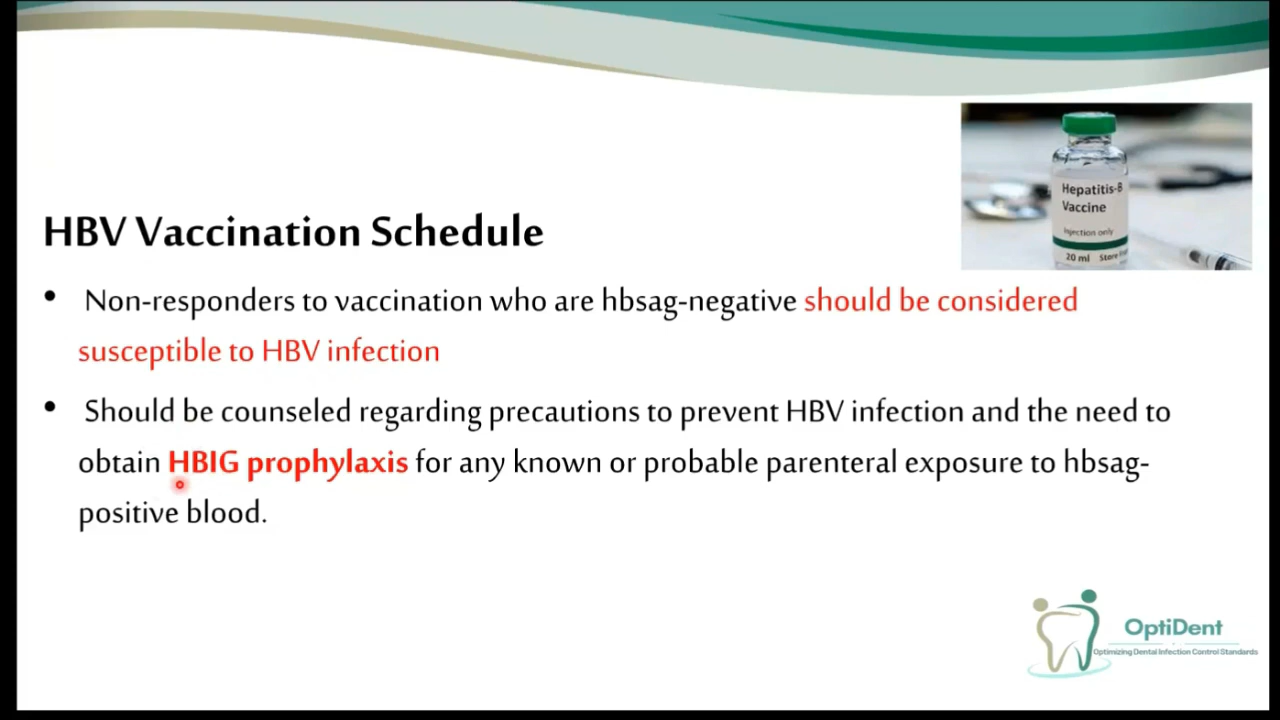 Hepatitis-B
Vaccine
Injection only
20 ml Store
HBV Vaccination Schedule
• Non-responders to vaccination who are hbsag-negative should be considered
susceptible to HBV infection
• Should be counseled regarding precautions to prevent HBV infection and the need to
obtain HBIG prophylaxis for any known or probable parenteral exposure to hbsag-
positive blood.
OptiDent
Optimizing Dental Infection Control Standards